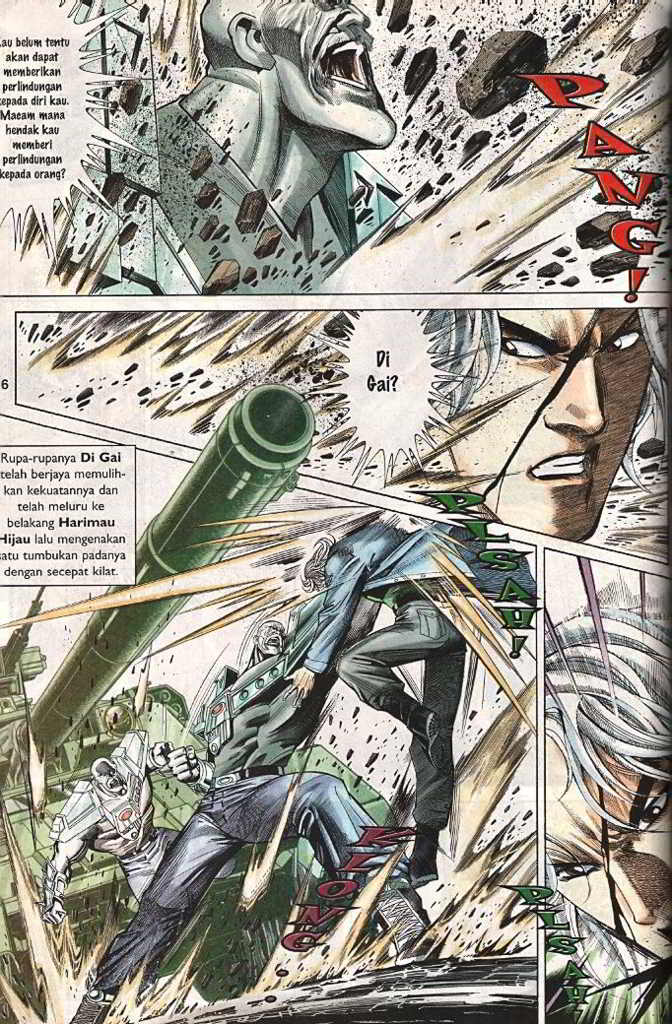 Kau belum tentu
akan dapat
memberikan
perlindungan
kepada diri kau.
Macam mana
hendak kau
memberi
perlindungan
kepada orang?
PANG!
Di
Gai?
6
Rupa-rupanya Di Gai
telah berjaya memulih-
kan kekuatannya dan
telah meluru ke
belakang Harimau
Hijau lalu mengenakan
satu tumbukan padanya
dengan secepat kilat.
PLSAH!
KLONG
PLSAH!